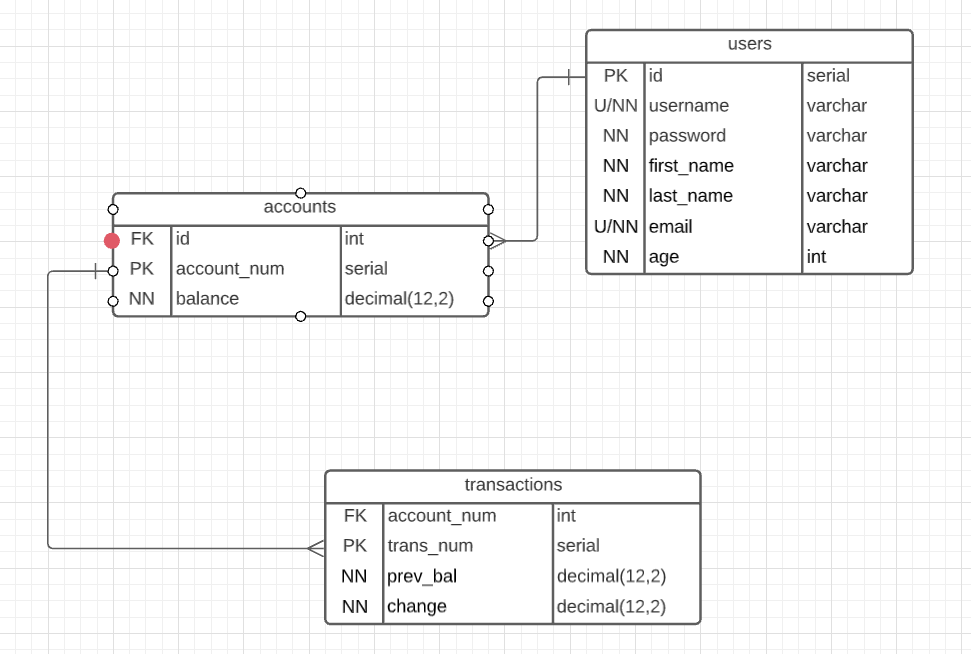 users
PK id serial
U/NN username varchar
NN password varchar
NN first_name varchar
NN last_name varchar
U/NN email varchar
NN age int
accounts
FK id int
PK account_num serial
NN balance decimal(12,2)
transactions
FK account_num int
PK trans_num serial
NN prev_bal decimal(12,2)
NN change decimal(12,2)